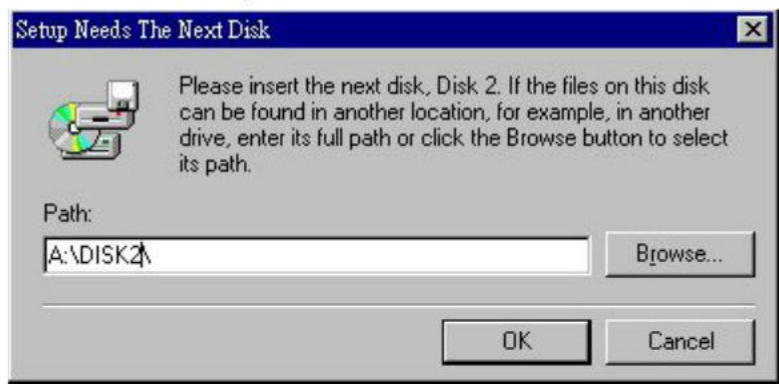 Setup Needs The Next Disk
Please insert the next disk, Disk 2. If the files on this disk
can be found in another location, for example, in another
drive, enter its full path or click the Browse button to select
its path.
Path:
A:\DISK2\
Browse...
OK
Cancel